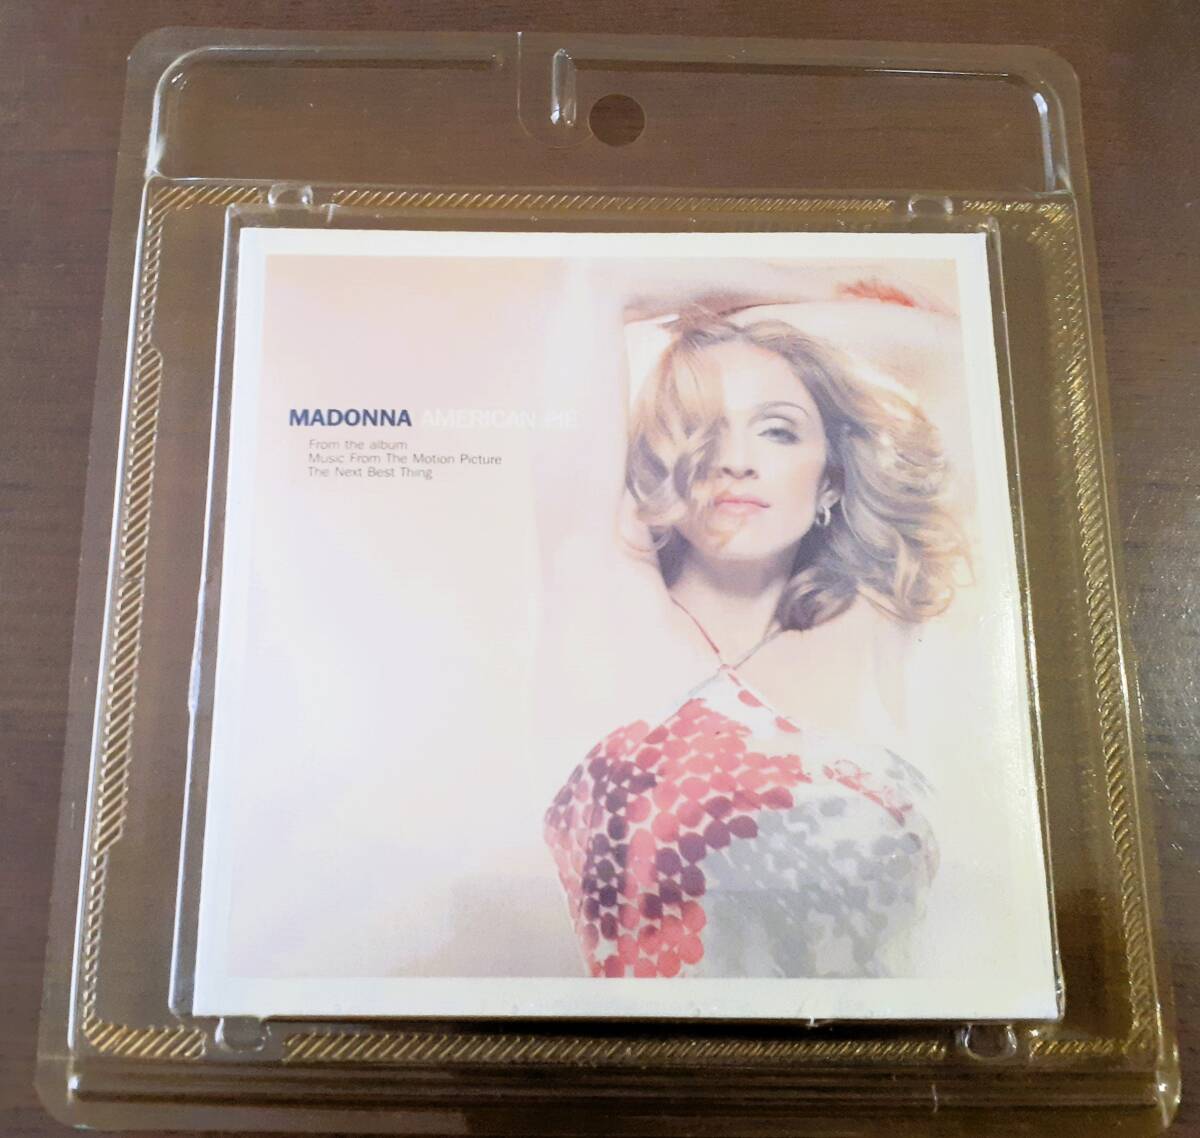 MADONNA AMERICAN PIE
From the album
Music From The Motion Picture
The Next Best Thing